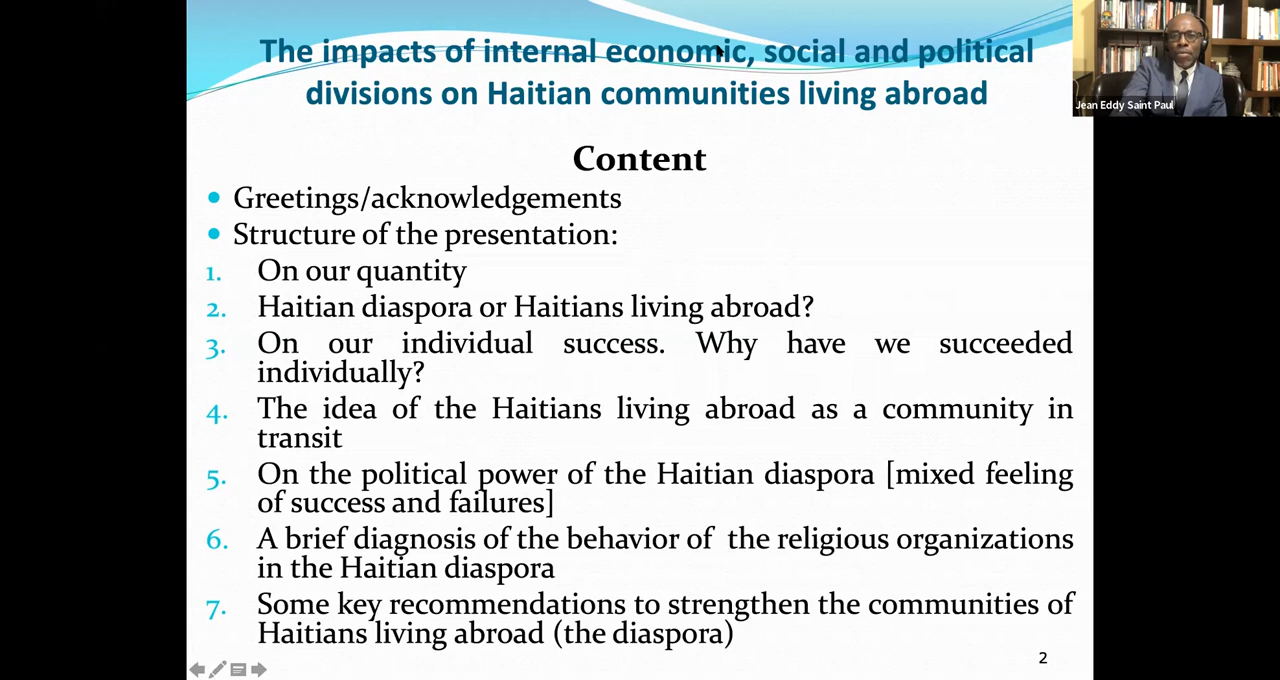 The impacts of internal economic, social and political
divisions on Haitian communities living abroad
Jean Eddy Saint Paul
Content
• Greetings/acknowledgements
• Structure of the presentation:
1. On our quantity
2. Haitian diaspora or Haitians living abroad?
3. On our individual success. Why have we succeeded
individually?
4. The idea of the Haitians living abroad as a community in
transit
5. On the political power of the Haitian diaspora [mixed feeling
of success and failures]
6. A brief diagnosis of the behavior of the religious organizations
in the Haitian diaspora
7. Some key recommendations to strengthen the communities of
Haitians living abroad (the diaspora)
2